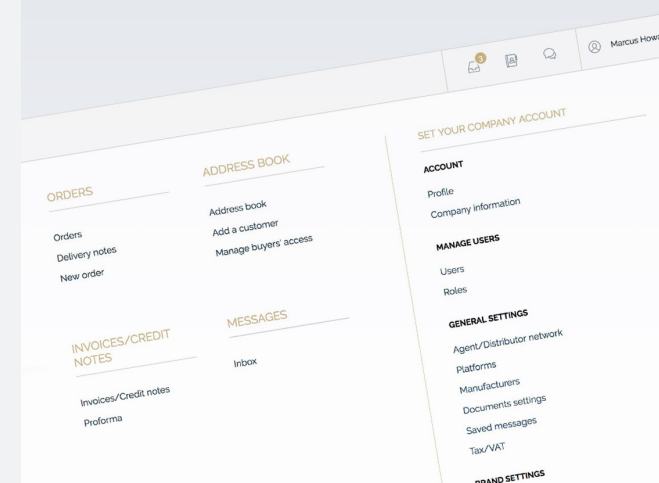 3
Marcus Howa
ORDERS
Orders
Delivery notes
New order
ADDRESS BOOK
Address book
Add a customer
Manage buyers' access
INVOICES/CREDIT
NOTES
Invoices/Credit notes
Proforma
MESSAGES
Inbox
SET YOUR COMPANY ACCOUNT
ACCOUNT
Profile
Company information
MANAGE USERS
Users
Roles
GENERAL SETTINGS
Agent/Distributor network
Platforms
Manufacturers
Documents settings
Saved messages
Tax/VAT
BRAND SETTINGS